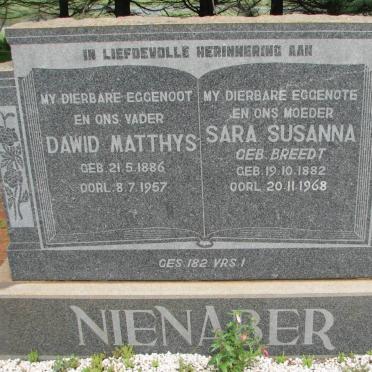 IN LIEFDEVOLLE HERINNERING AAN
MY DIERBARE EGGENOOT
EN ONS VADER
DAWID MATTHYS
GEB. 21.5.1886
OORL. 8.7.1957
MY DIERBARE EGGENOTE
EN ONS MOEDER
SARA SUSANNA
GEB. BREEDT
GEB. 19.10.1882
OORL. 20.11.1968
GES. 182 VRS. 1
NIENABER